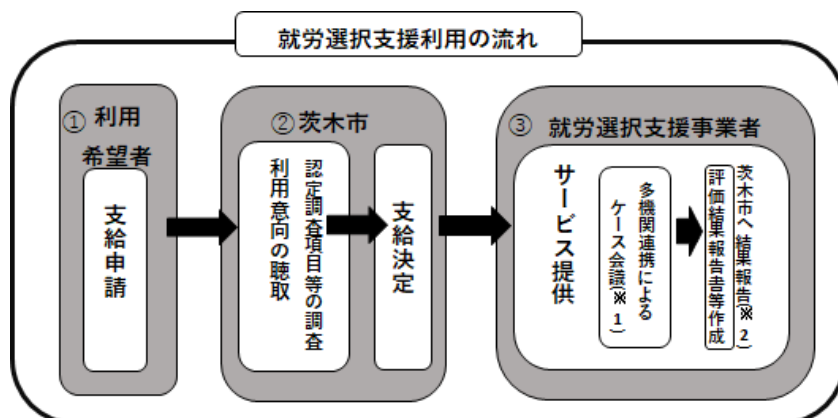 就労選択支援利用の流れ
① 利用
希望者
支給申請
②茨木市
認定調査項目等の調査
利用意向の聴取
支給決定
③ 就労選択支援事業者
サービス提供
多機関連携による
ケース会議(※1)
茨木市へ結果報告(※2)
評価結果報告書等作成